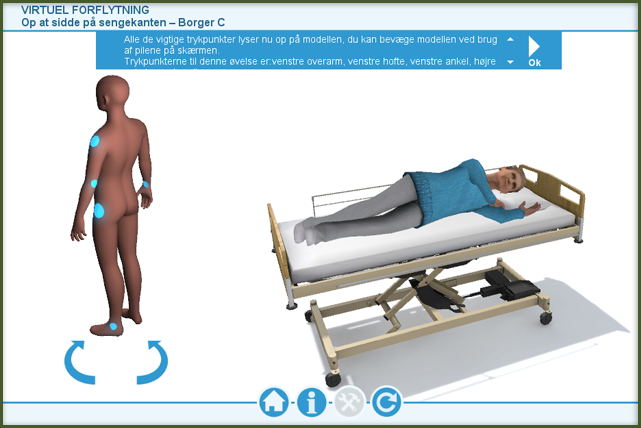 VIRTUEL FORFLYTNING
Op at sidde på sengekanten – Borger C
Alle de vigtige trykpunkter lyser nu op på modellen, du kan bevæge modellen ved brug
af pilene på skærmen.
Trykpunkterne til denne øvelse er:venstre overarm, venstre hofte, venstre ankel, højre
Ok